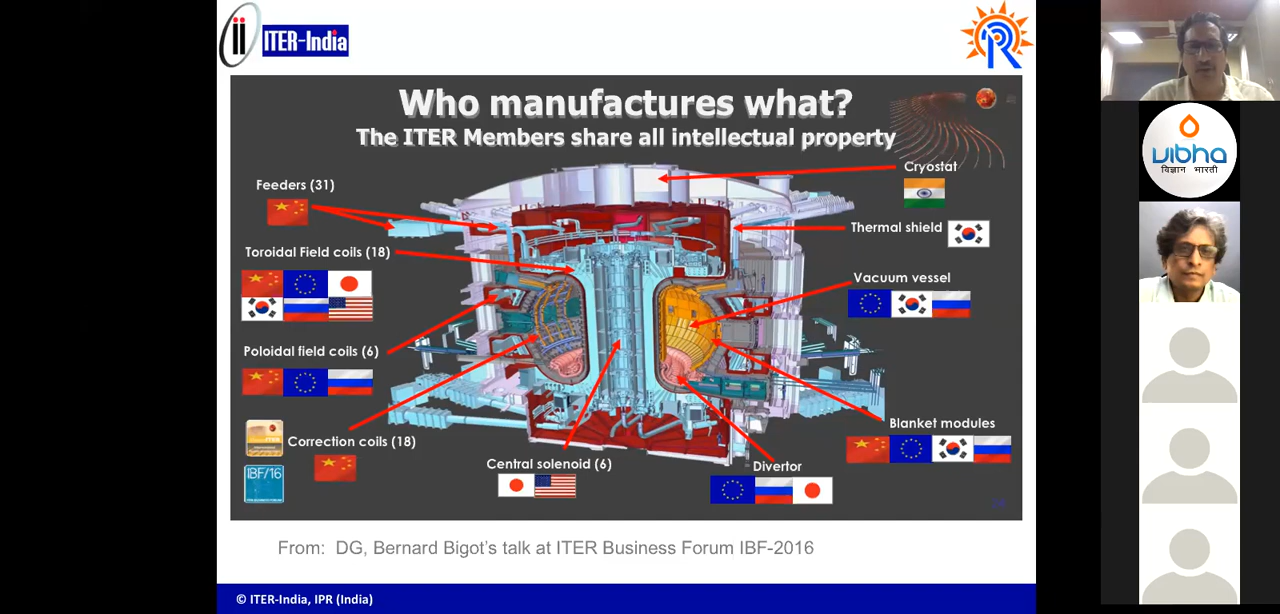 ITER-India
Who manufactures what?
The ITER Members share all intellectual property
Cryostat
Feeders (31)
Thermal shield
Toroidal Field coils (18)
Vacuum vessel
Poloidal field coils (6)
Blanket modules
Correction coils (18)
Central solenoid (6)
Divertor
IBF/16
From: DG, Bernard Bigot's talk at ITER Business Forum IBF-2016
© ITER-India, IPR (India)
vibha
विज्ञान भारती